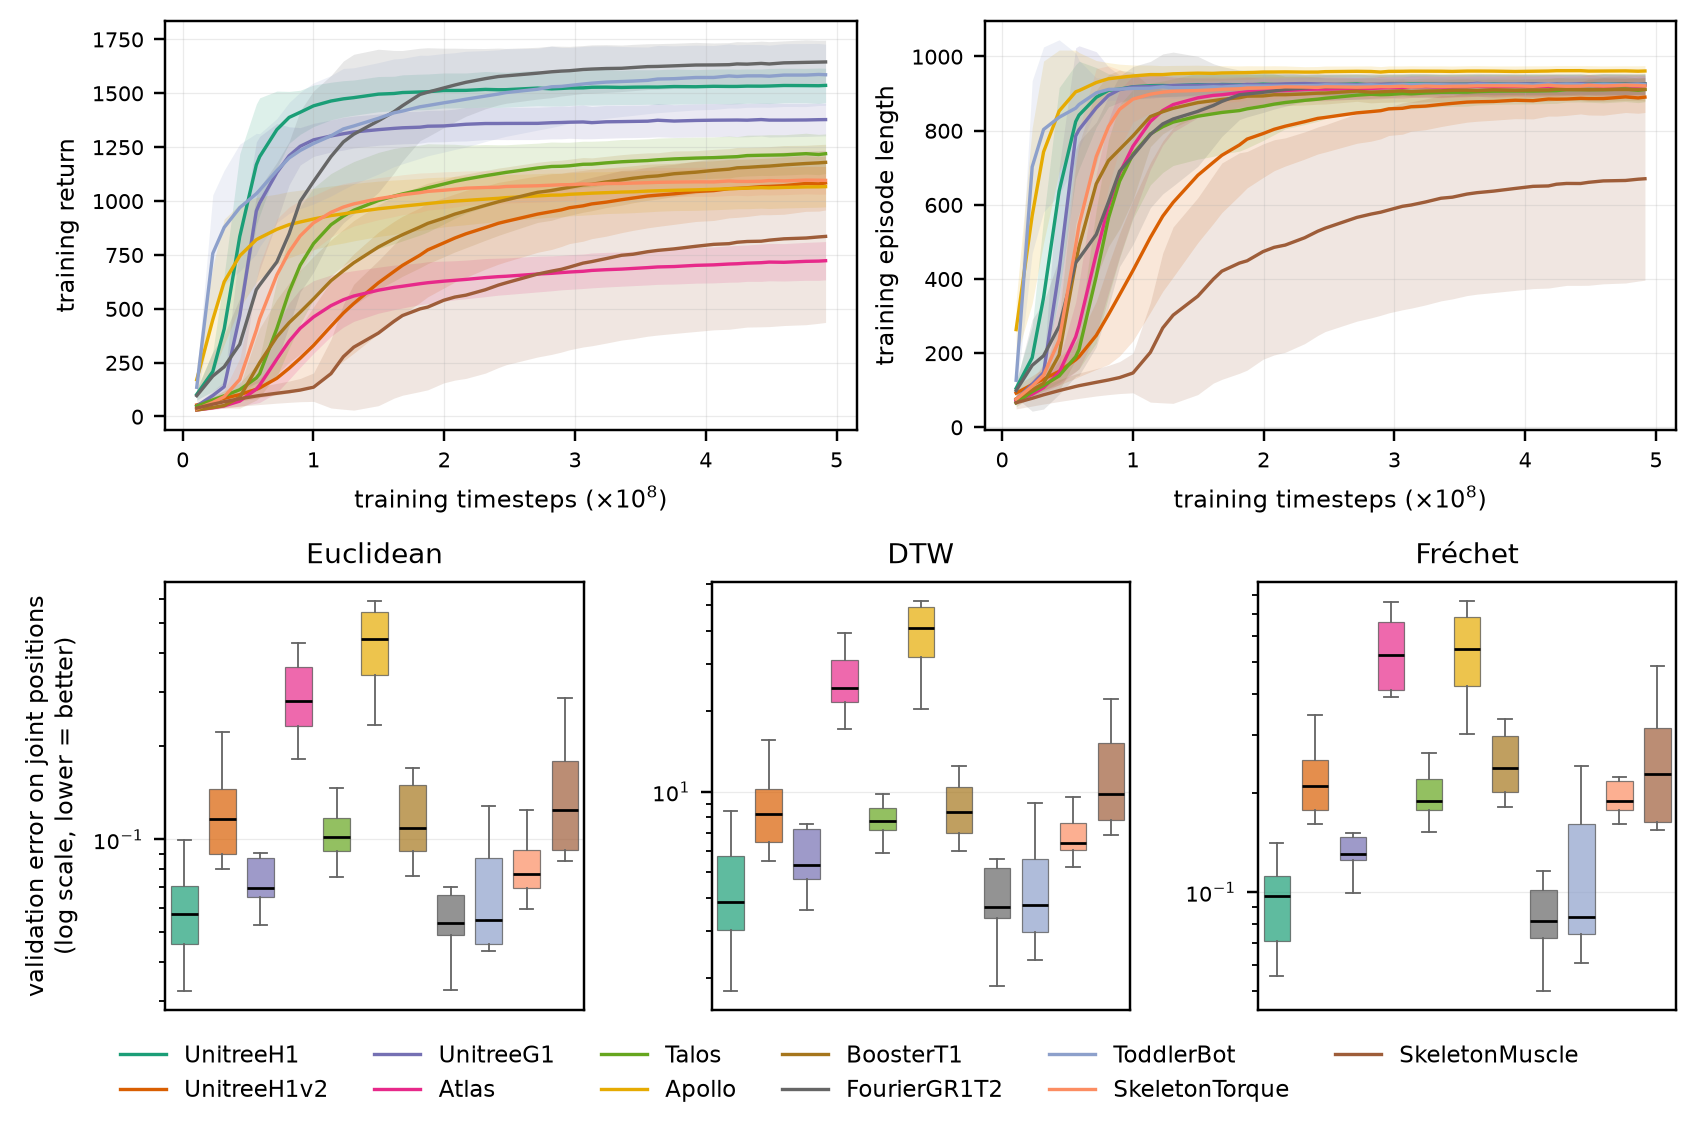 1750
1500
1250
1000
750
500
250
0
training return
0 1 2 3 4 5
training timesteps (×10⁸)
1000
800
600
400
200
0
training episode length
0 1 2 3 4 5
training timesteps (×10⁸)
validation error on joint positions
(log scale, lower = better)
Euclidean
10⁻¹
DTW
10¹
Fréchet
10⁻¹
UnitreeH1 UnitreeG1 Talos BoosterT1 ToddlerBot SkeletonMuscle
UnitreeH1v2 Atlas Apollo FourierGR1T2 SkeletonTorque